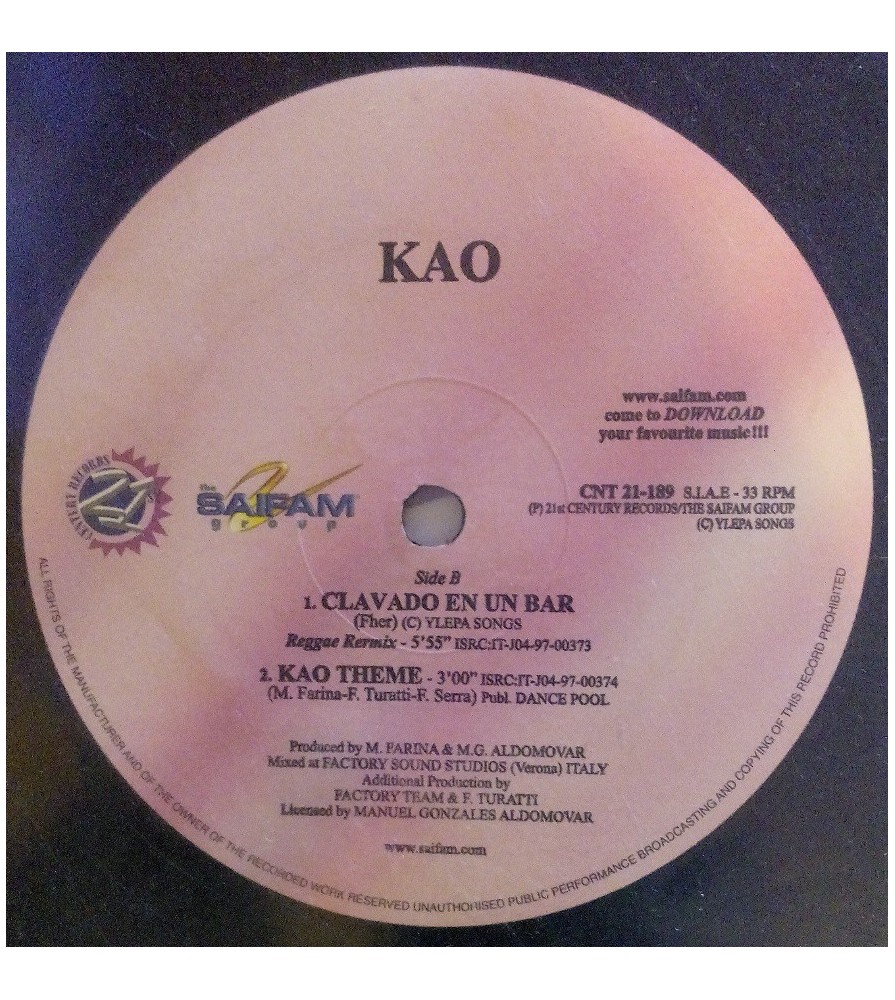 KAO
www.saifam.com
come to DOWNLOAD
your favourite music!!!
21st CENTURY RECORDS
The SAIFAM group
CNT 21-189 S.I.A.E - 33 RPM
(P) 21st CENTURY RECORDS/THE SAIFAM GROUP
(C) YLEPA SONGS
Side B
1. CLAVADO EN UN BAR
(Fher) (C) YLEPA SONGS
Reggae Rermix - 5'55" ISRC:IT-J04-97-00373
2. KAO THEME - 3'00" ISRC:IT-J04-97-00374
(M. Farina-F. Turatti-F. Serra) Publ. DANCE POOL
Produced by M. FARINA & M.G. ALDOMOVAR
Mixed at FACTORY SOUND STUDIOS (Verona) ITALY
Additional Production by
FACTORY TEAM & F. TURATTI
Licensed by MANUEL GONZALES ALDOMOVAR
www.saifam.com
ALL RIGHTS OF THE MANUFACTURER AND OF THE OWNER OF THE RECORDED WORK RESERVED UNAUTHORISED PUBLIC PERFORMANCE BROADCASTING AND COPYING OF THIS RECORD PROHIBITED